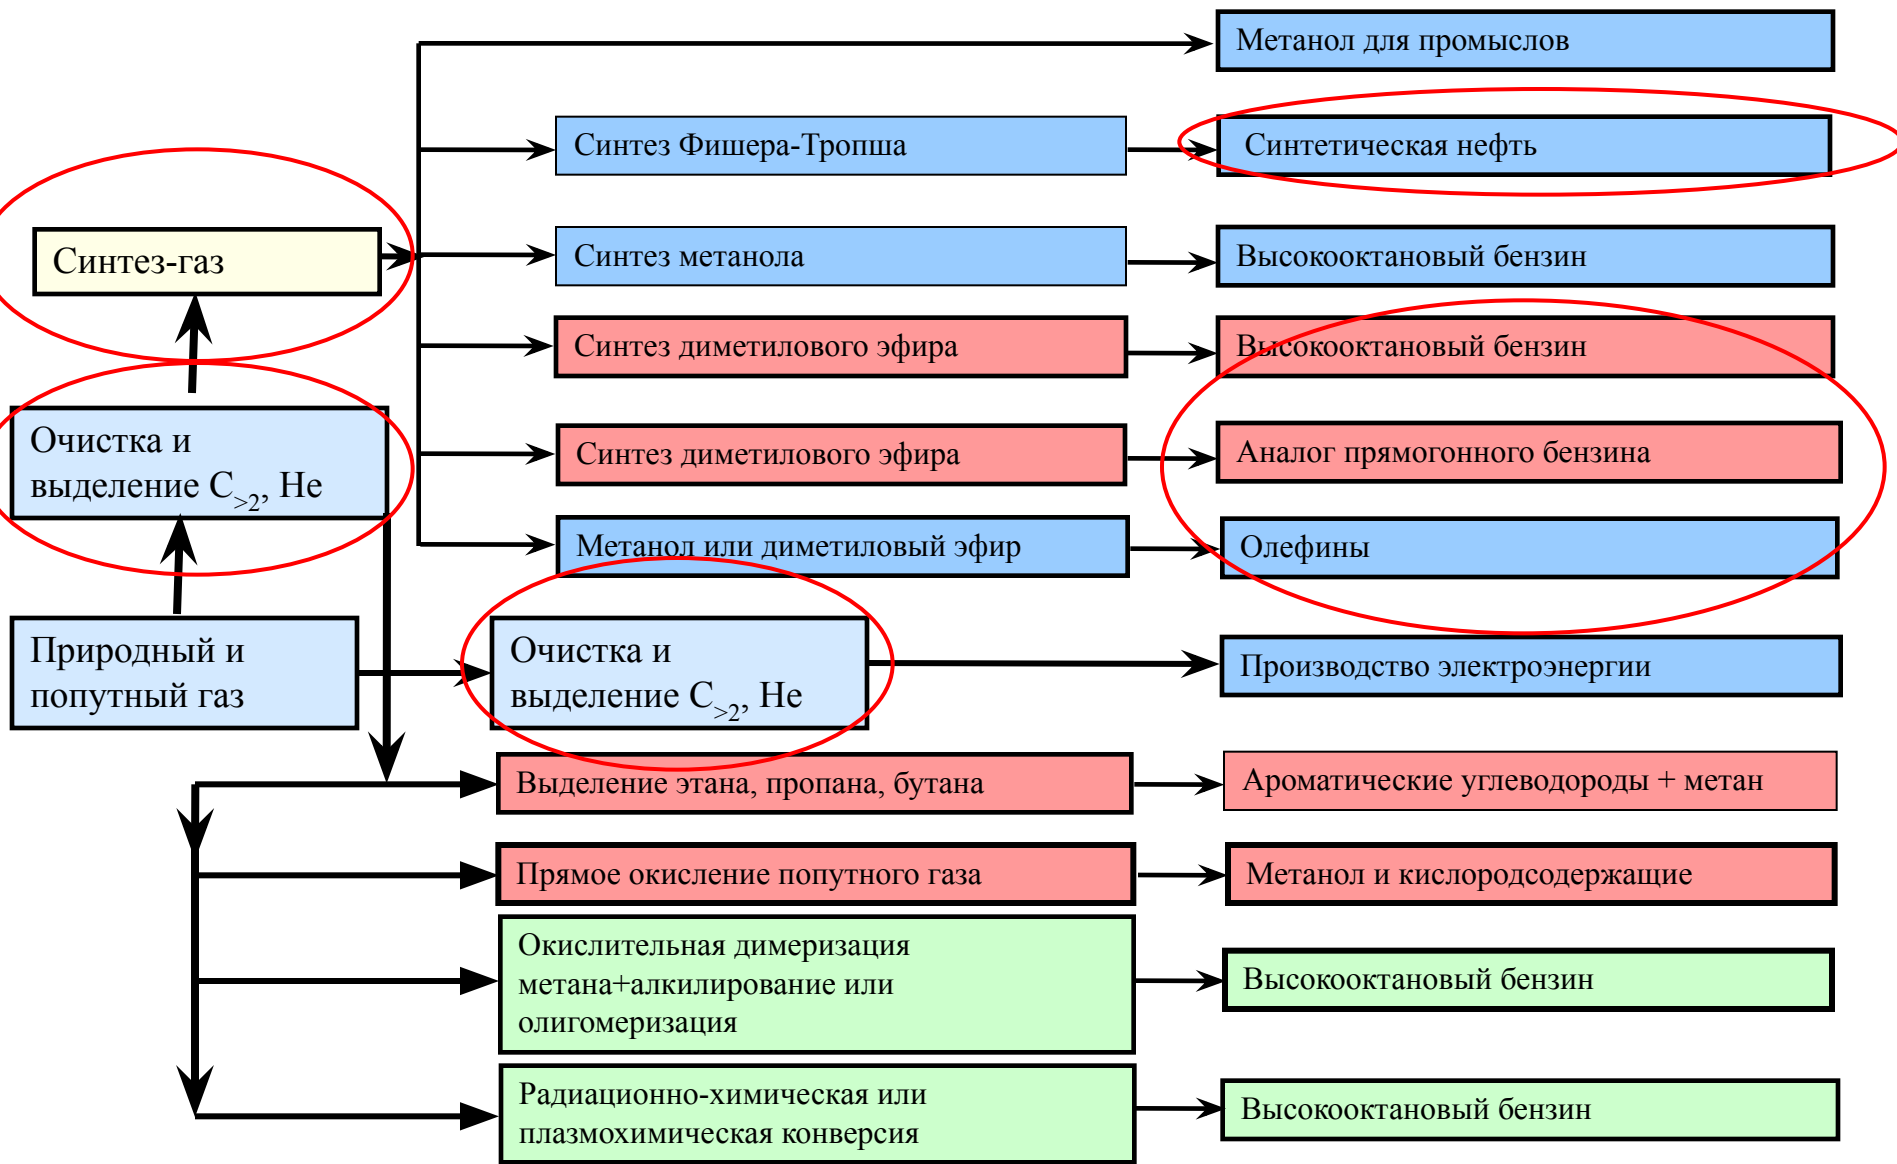 Метанол для промыслов
Синтез Фишера-Тропша
Синтетическая нефть
Синтез-газ
Синтез метанола
Высокооктановый бензин
Синтез диметилового эфира
Высокооктановый бензин
Очистка и
выделение С>2, Не
Синтез диметилового эфира
Аналог прямогонного бензина
Метанол или диметиловый эфир
Олефины
Природный и
попутный газ
Очистка и
выделение С>2, Не
Производство электроэнергии
Выделение этана, пропана, бутана
Ароматические углеводороды + метан
Прямое окисление попутного газа
Метанол и кислородсодержащие
Окислительная димеризация
метана+алкилирование или
олигомеризация
Высокооктановый бензин
Радиационно-химическая или
плазмохимическая конверсия
Высокооктановый бензин